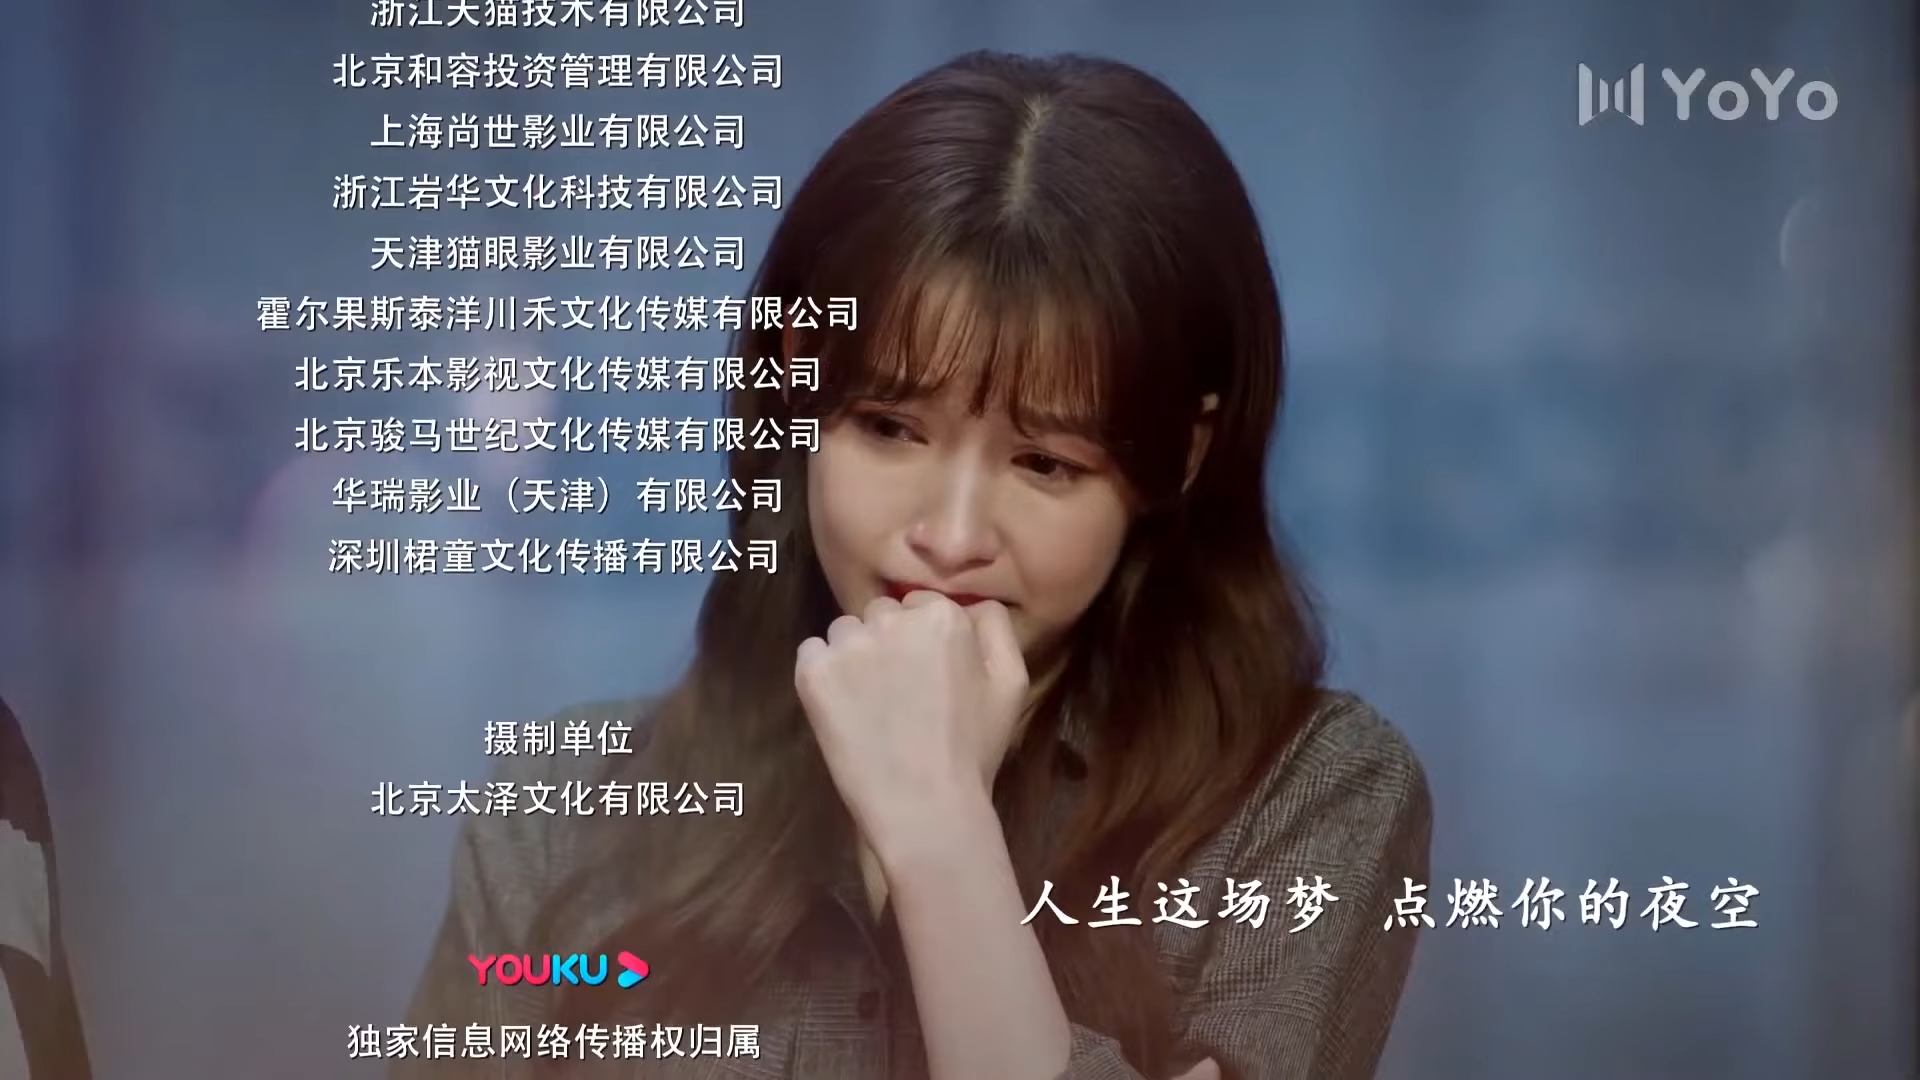 浙江天猫技术有限公司
北京和容投资管理有限公司
上海尚世影业有限公司
浙江岩华文化科技有限公司
天津猫眼影业有限公司
霍尔果斯泰洋川禾文化传媒有限公司
北京乐本影视文化传媒有限公司
北京骏马世纪文化传媒有限公司
华瑞影业（天津）有限公司
深圳桾童文化传播有限公司
摄制单位
北京太泽文化有限公司
YOUKU
独家信息网络传播权归属
YoYo
人生这场梦 点燃你的夜空